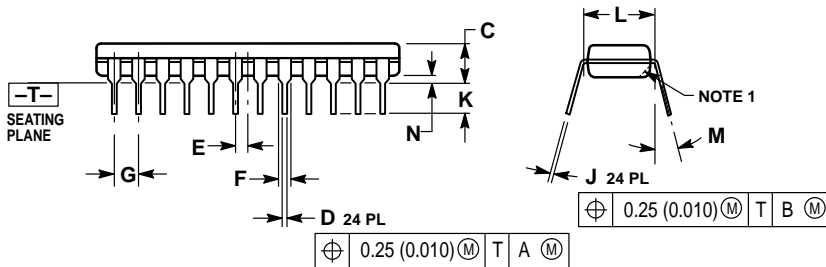 L
C
–T–
SEATING
PLANE
K
NOTE 1
N
M
E
G
F
J 24 PL
D 24 PL
⌖ 0.25 (0.010) Ⓜ T B Ⓜ
⌖ 0.25 (0.010) Ⓜ T A Ⓜ